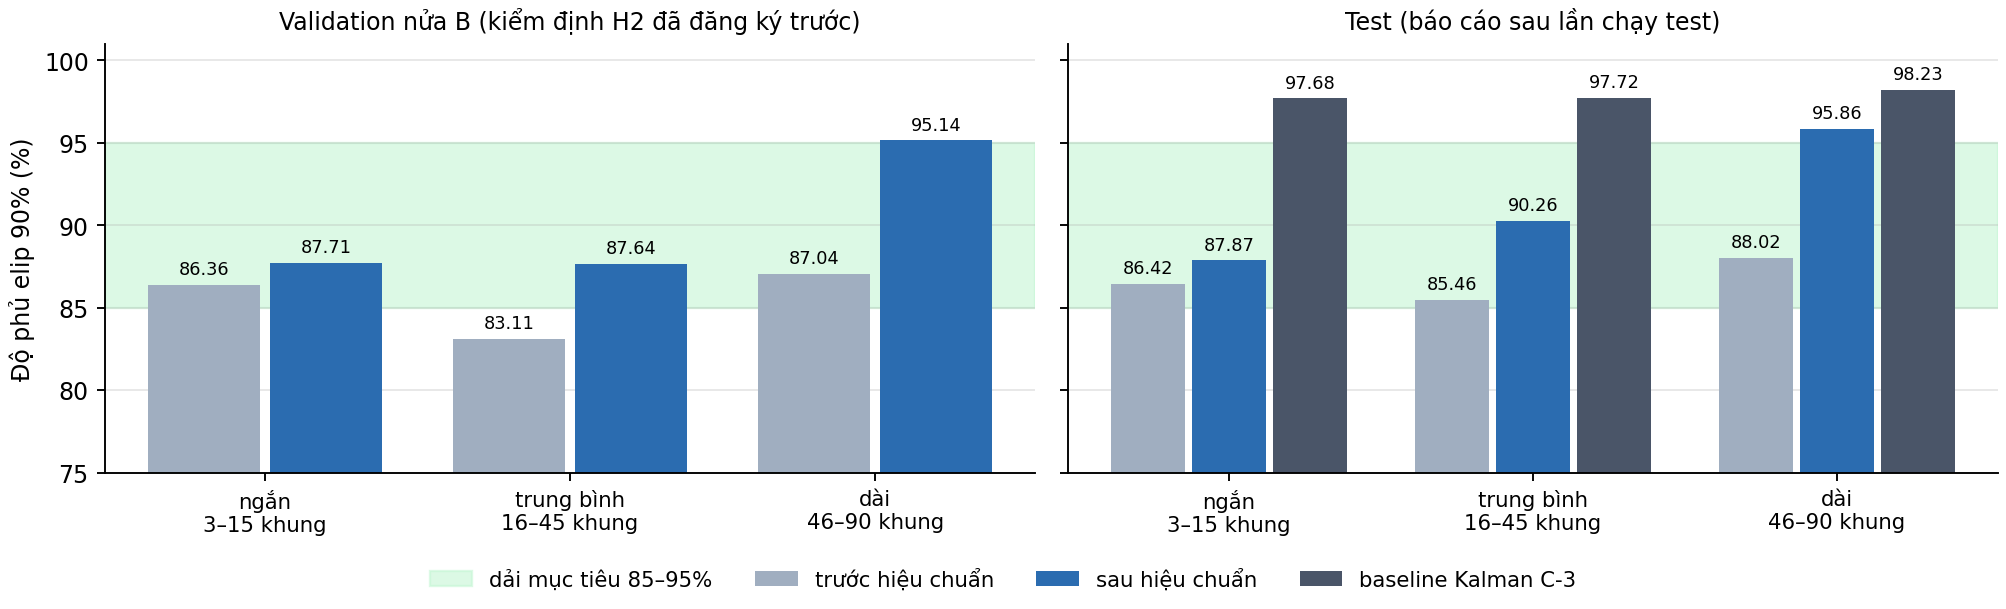 Validation nửa B (kiểm định H2 đã đăng ký trước)
Độ phủ elip 90% (%)
100
95
90
85
80
75
86.36
87.71
83.11
87.64
87.04
95.14
ngắn
3–15 khung
trung bình
16–45 khung
dài
46–90 khung
Test (báo cáo sau lần chạy test)
86.42
87.87
97.68
85.46
90.26
97.72
88.02
95.86
98.23
ngắn
3–15 khung
trung bình
16–45 khung
dài
46–90 khung
dải mục tiêu 85–95%
trước hiệu chuẩn
sau hiệu chuẩn
baseline Kalman C-3